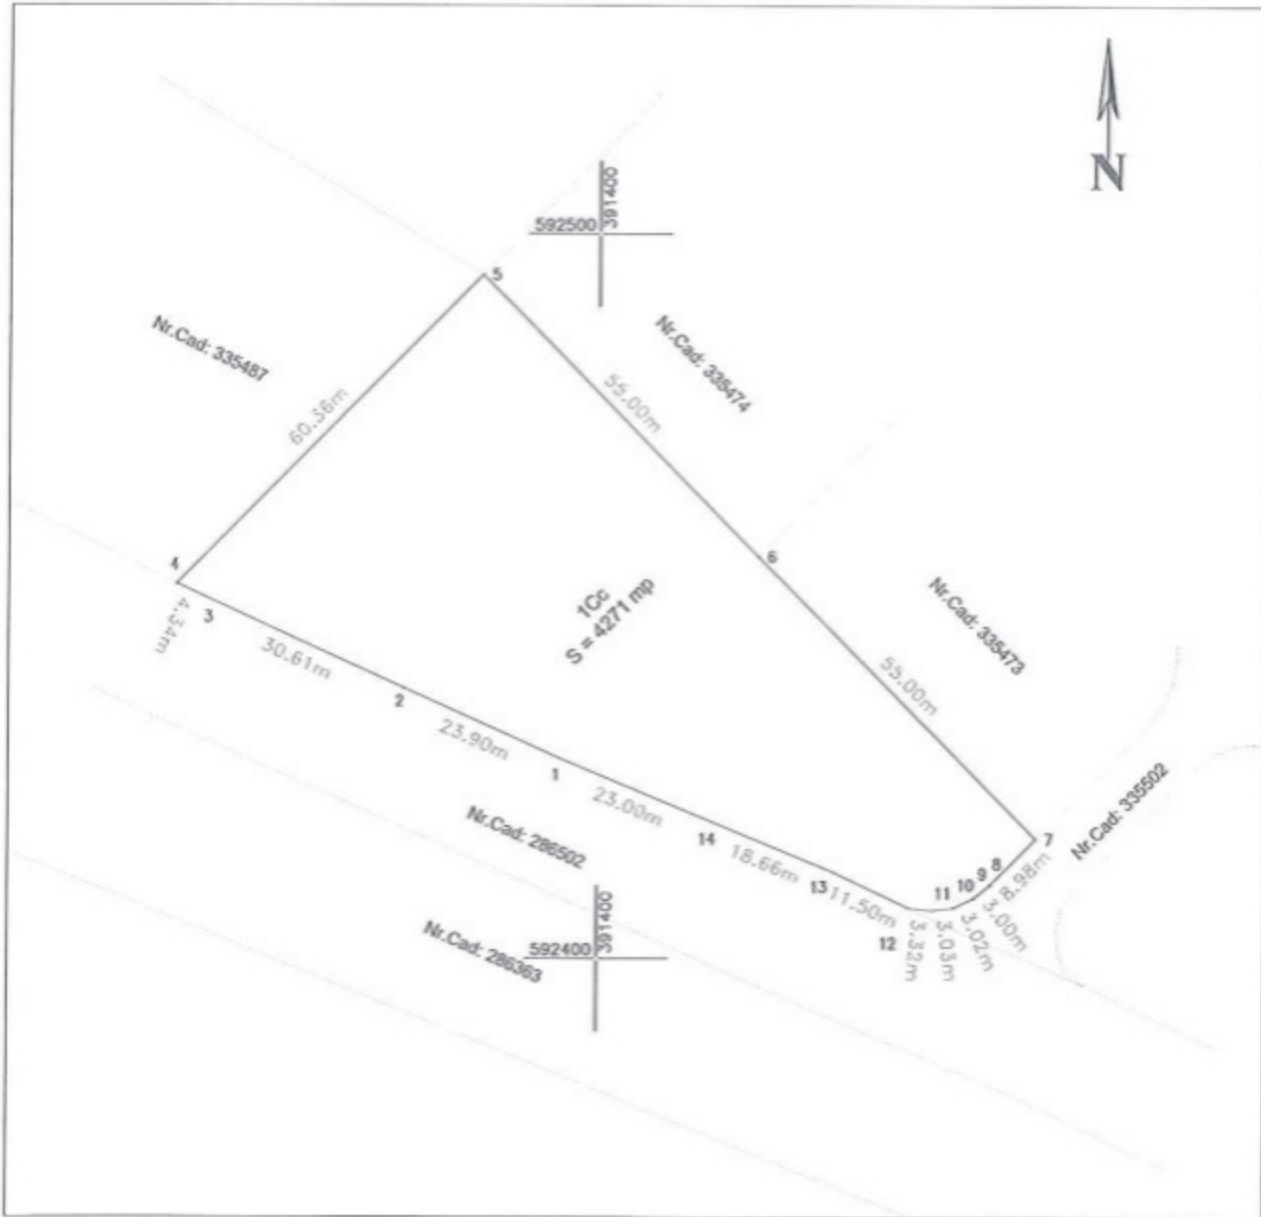 N
391400
592500
5
Nr.Cad: 335487
Nr.Cad: 335474
60.36m
55.00m
4
6
3
4.34m
1Cc
S = 4271 mp
Nr.Cad: 335473
30.61m
2
55.00m
23.90m
1
23.00m
Nr.Cad: 335502
Nr.Cad: 286502
14
7
18.66m
13
11.50m
11
10
9
8
8.98m
3.00m
3.02m
3.03m
3.32m
12
391400
592400
Nr.Cad: 286363